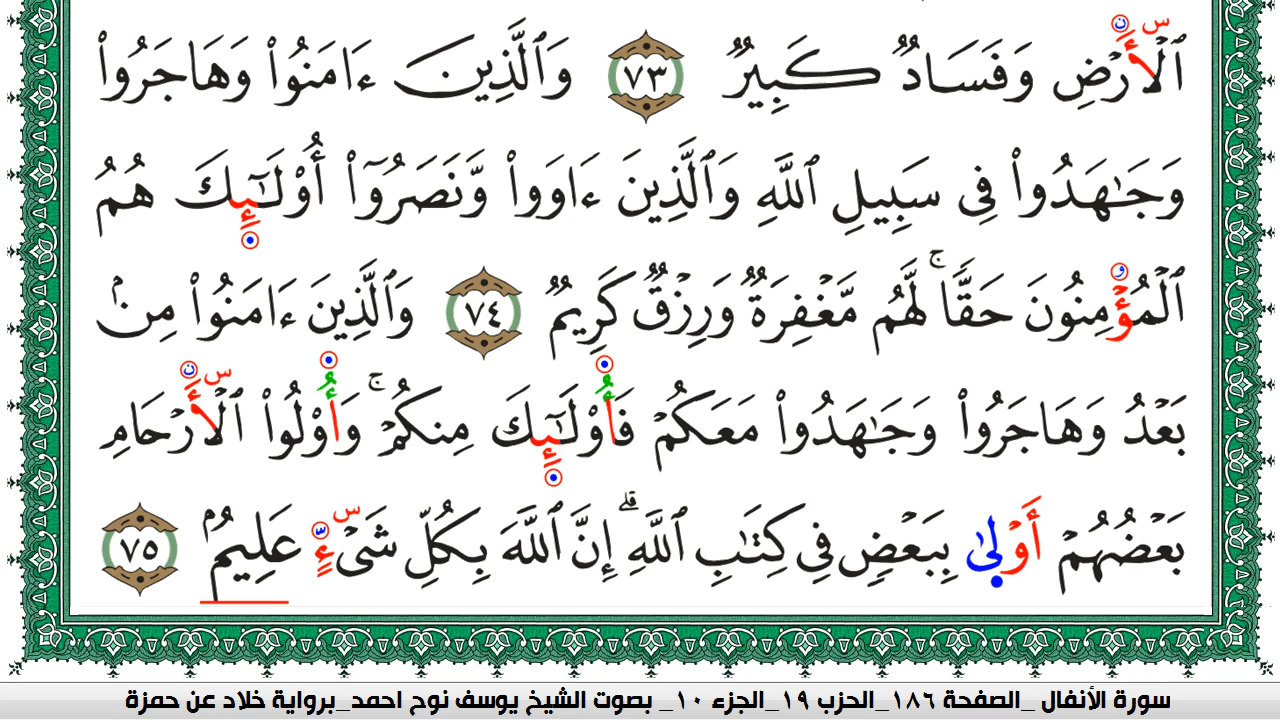 ٱلۡأَرۡضِ وَفَسَادٌ كَبِيرٌ ٧٣ وَٱلَّذِينَ ءَامَنُواْ وَهَاجَرُواْ
وَجَٰهَدُواْ فِي سَبِيلِ ٱللَّهِ وَٱلَّذِينَ ءَاوَواْ وَّنَصَرُوٓاْ أُوْلَٰٓئِكَ هُمُ
ٱلۡمُؤۡمِنُونَ حَقّٗاۚ لَّهُم مَّغۡفِرَةٞ وَرِزۡقٞ كَرِيمٞ ٧٤ وَٱلَّذِينَ ءَامَنُواْ مِنۢ
بَعۡدُ وَهَاجَرُواْ وَجَٰهَدُواْ مَعَكُمۡ فَأُوْلَٰٓئِكَ مِنكُمۡۚ وَأُوْلُواْ ٱلۡأَرۡحَامِ
بَعۡضُهُمۡ أَوۡلَىٰ بِبَعۡضٖ فِي كِتَٰبِ ٱللَّهِۗ إِنَّ ٱللَّهَ بِكُلِّ شَيۡءٍ عَلِيمُۢ ٧٥
سورة الأنفال _الصفحة ١٨٦_الحزب ١٩_الجزء ١٠_ بصوت الشيخ يوسف نوح احمد_برواية خلاد عن حمزة